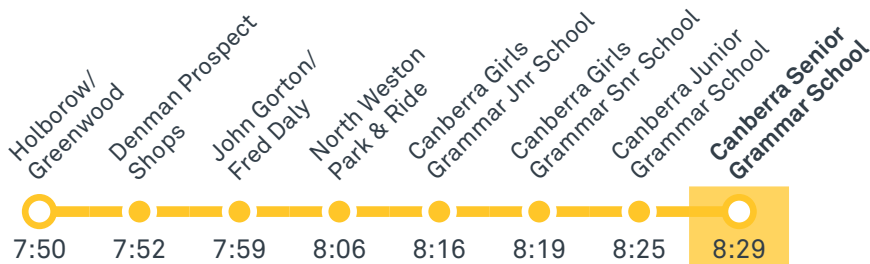 Holborow/
Greenwood
Denman Prospect
Shops
John Gorton/
Fred Daly
North Weston
Park & Ride
Canberra Girls
Grammar Jnr School
Canberra Girls
Grammar Snr School
Canberra Junior
Grammar School
Canberra Senior
Grammar School
7:50 7:52 7:59 8:06 8:16 8:19 8:25 8:29